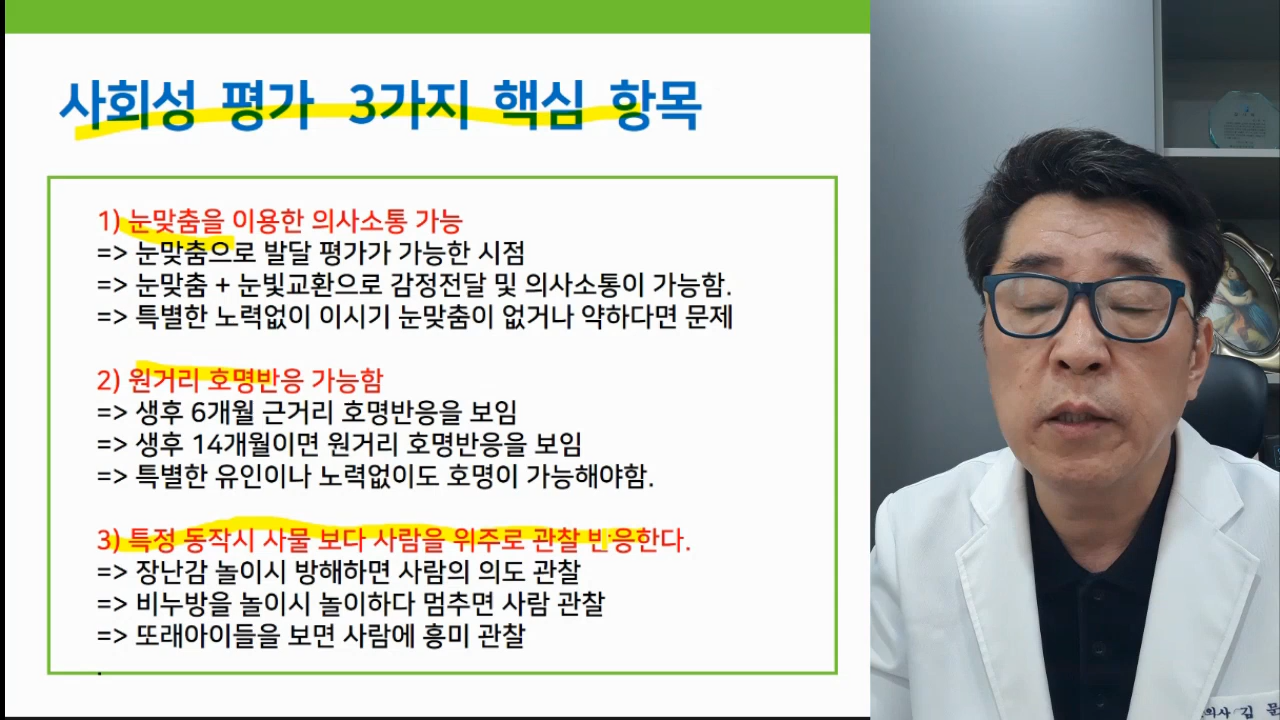 사회성 평가 3가지 핵심 항목
1) 눈맞춤을 이용한 의사소통 가능
=> 눈맞춤으로 발달 평가가 가능한 시점
=> 눈맞춤 + 눈빛교환으로 감정전달 및 의사소통이 가능함.
=> 특별한 노력없이 이시기 눈맞춤이 없거나 약하다면 문제
2) 원거리 호명반응 가능함
=> 생후 6개월 근거리 호명반응을 보임
=> 생후 14개월이면 원거리 호명반응을 보임
=> 특별한 유인이나 노력없이도 호명이 가능해야함.
3) 특정 동작시 사물 보다 사람을 위주로 관찰 반응한다.
=> 장난감 놀이시 방해하면 사람의 의도 관찰
=> 비누방을 놀이시 놀이하다 멈추면 사람 관찰
=> 또래아이들을 보면 사람에 흥미 관찰
.
의사 김 문